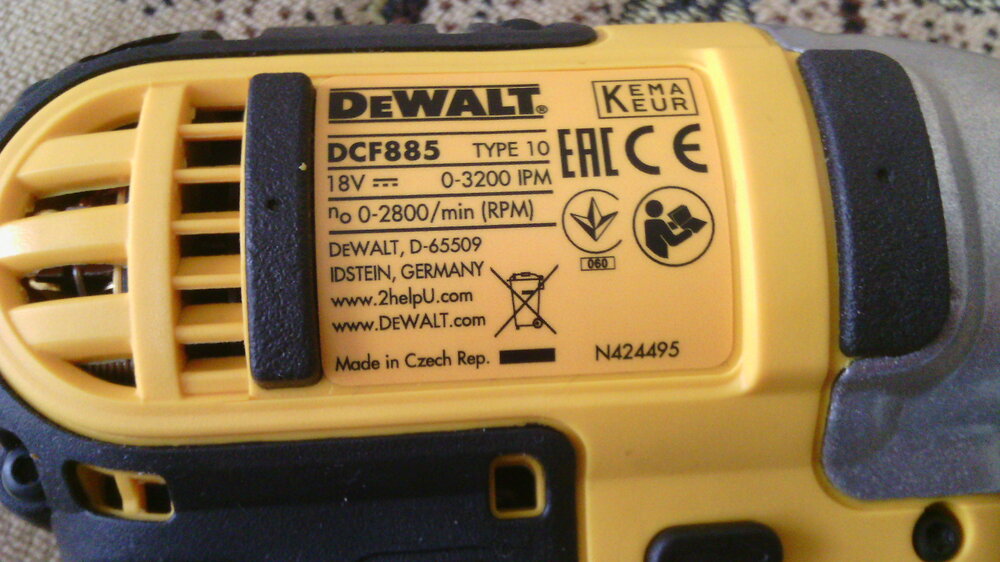 DEWALT®
KEMA
KEUR
DCF885 TYPE 10
EAC CE
18V 0-3200 IPM
n0 0-2800/min (RPM)
060
DEWALT, D-65509
IDSTEIN, GERMANY
www.2helpU.com
www.DEWALT.com
Made in Czech Rep.
N424495